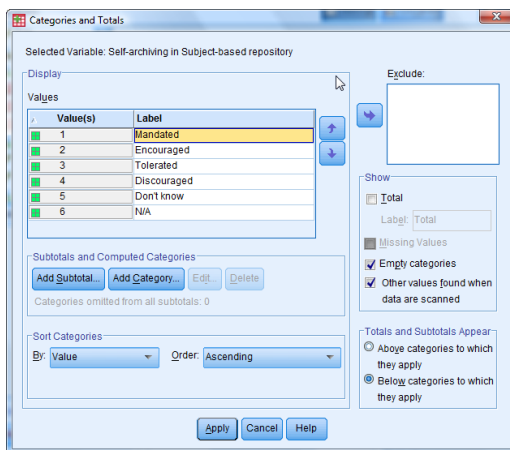 Categories and Totals
Selected Variable: Self-archiving in Subject-based repository
Display
Values
Value(s) Label
1 Mandated
2 Encouraged
3 Tolerated
4 Discouraged
5 Don't know
6 N/A
Subtotals and Computed Categories
Add Subtotal... Add Category... Edit... Delete
Categories omitted from all subtotals: 0
Sort Categories
By: Value Order: Ascending
Exclude:
Show
Total
Label: Total
Missing Values
Empty categories
Other values found when
data are scanned
Totals and Subtotals Appear
Above categories to which
they apply
Below categories to which
they apply
Apply Cancel Help